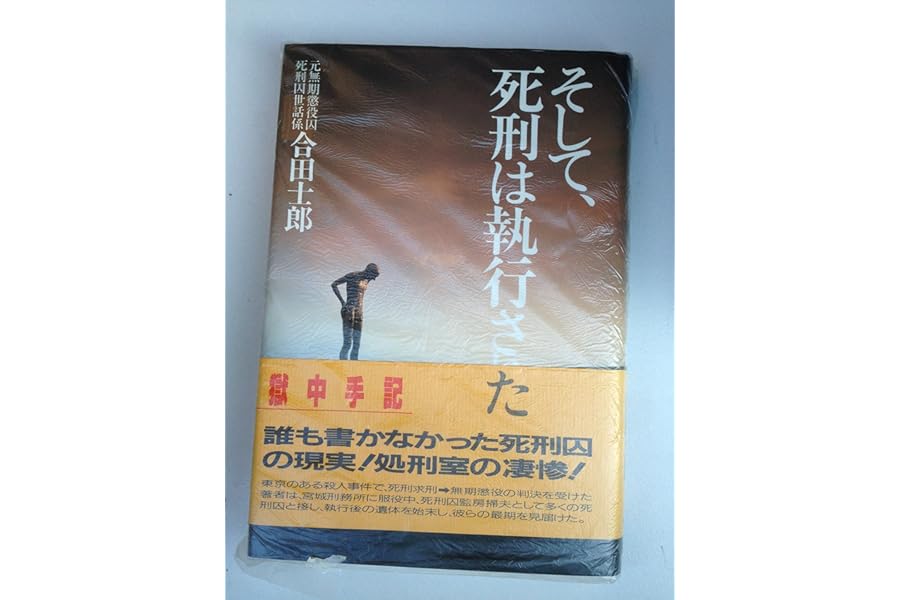 そして、
死刑は執行された
元無期懲役囚
死刑囚世話係
合田士郎
獄中手記
誰も書かなかった死刑囚
の現実!処刑室の凄惨!
東京のある殺人事件で、死刑求刑➡無期懲役の判決を受けた
著者は、宮城刑務所に服役中、死刑囚監房掃夫として多くの死
刑囚と接し、執行後の遺体を始末し、彼らの最期を見届けた。